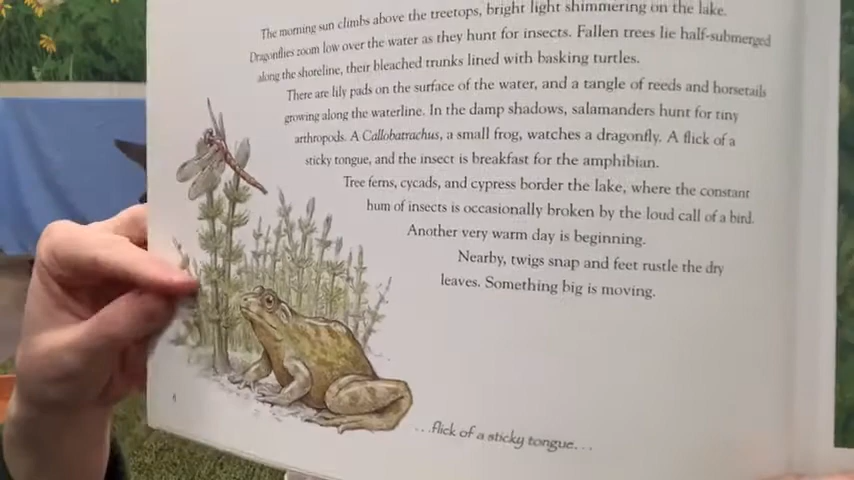 The morning sun climbs above the treetops, bright light shimmering on the lake.
Dragonflies zoom low over the water as they hunt for insects. Fallen trees lie half-submerged
along the shoreline, their bleached trunks lined with basking turtles.
There are lily pads on the surface of the water, and a tangle of reeds and horsetails
growing along the waterline. In the damp shadows, salamanders hunt for tiny
arthropods. A Callobatrachus, a small frog, watches a dragonfly. A flick of a
sticky tongue, and the insect is breakfast for the amphibian.
Tree ferns, cycads, and cypress border the lake, where the constant
hum of insects is occasionally broken by the loud call of a bird.
Another very warm day is beginning.
Nearby, twigs snap and feet rustle the dry
leaves. Something big is moving.
...flick of a sticky tongue...